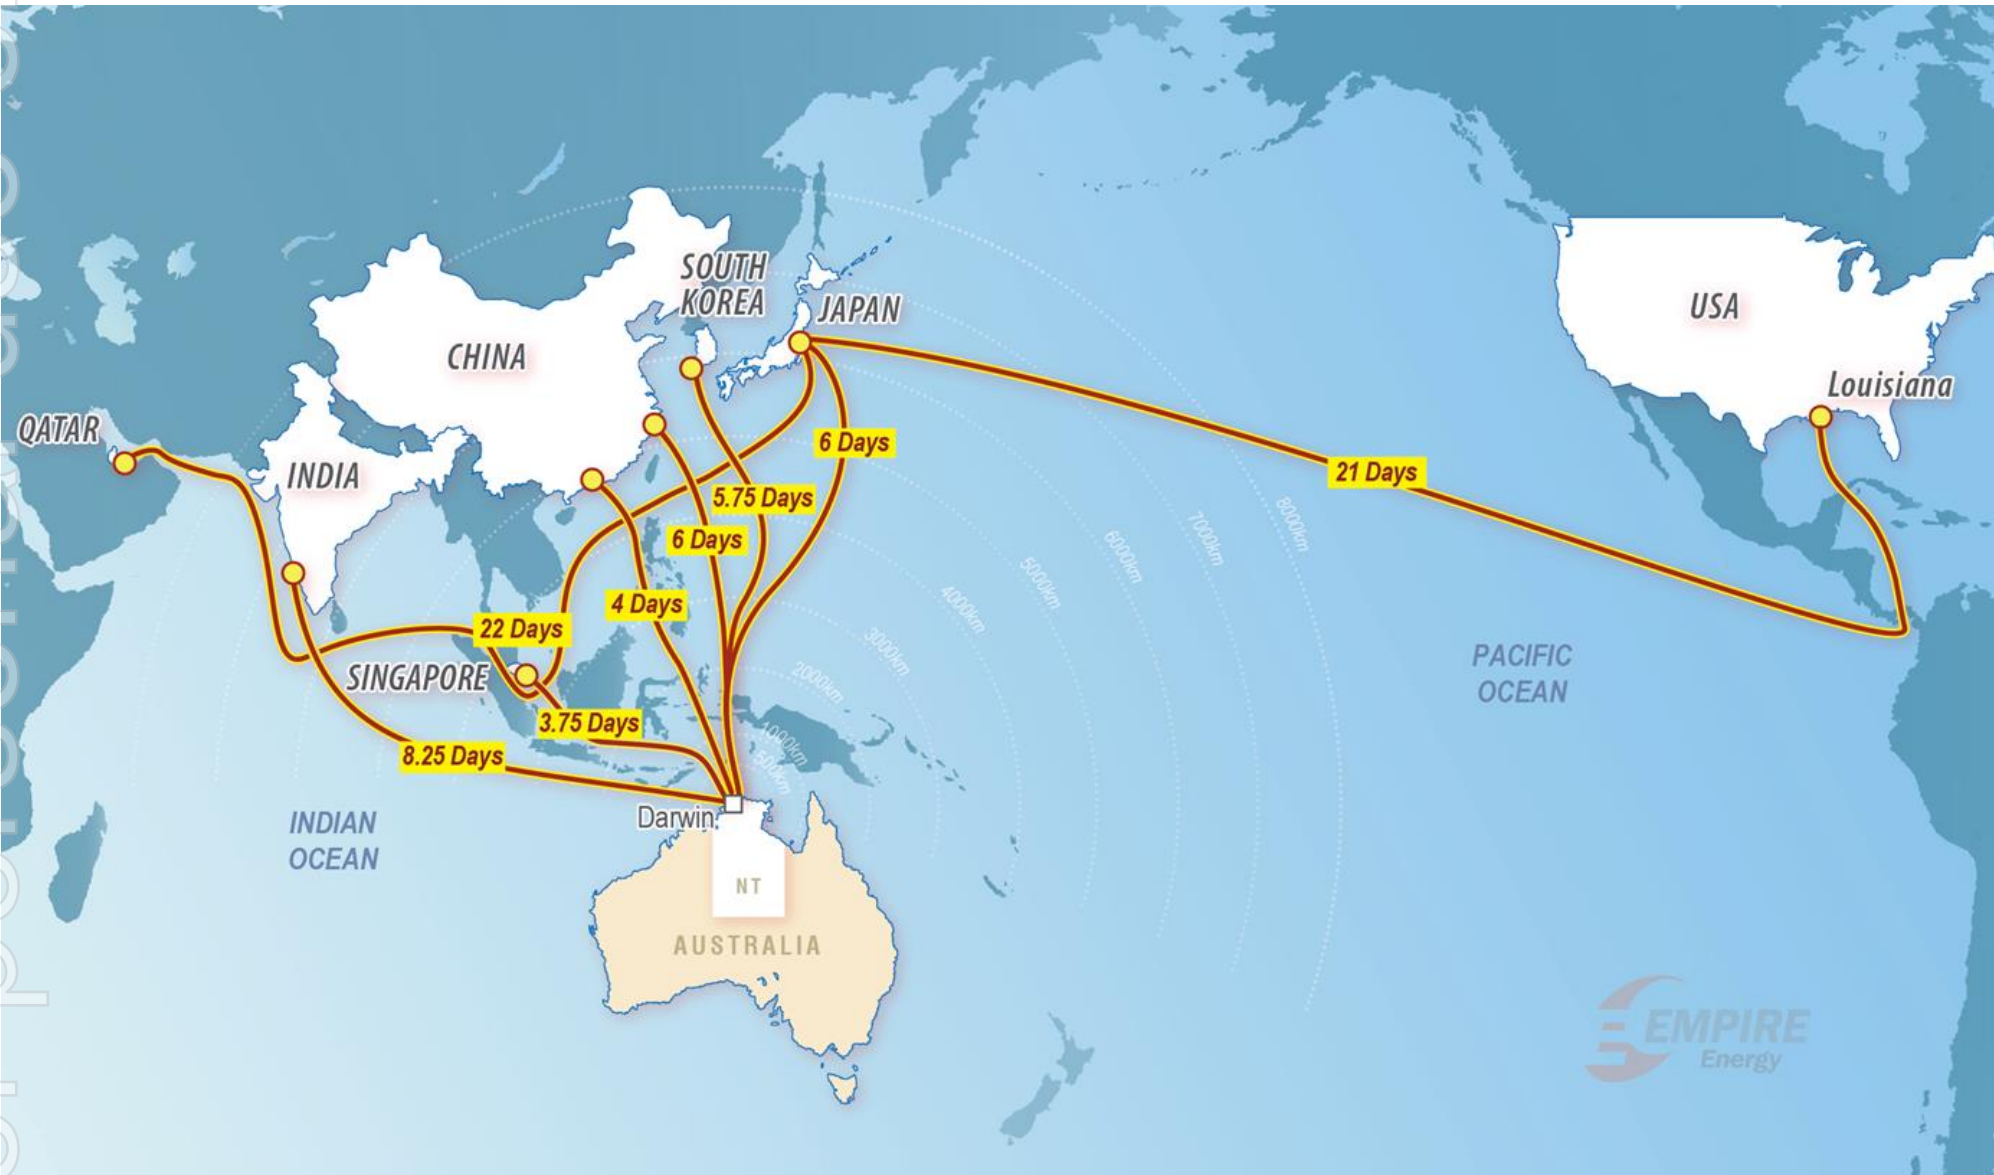 SOUTH
KOREA
JAPAN
USA
CHINA
Louisiana
QATAR
INDIA
6 Days
21 Days
5.75 Days
8000km
7000km
6000km
6 Days
5000km
4000km
4 Days
22 Days
3000km
2000km
SINGAPORE
PACIFIC
OCEAN
3.75 Days
1000km
500km
8.25 Days
Darwin
INDIAN
OCEAN
NT
AUSTRALIA
EMPIRE
Energy